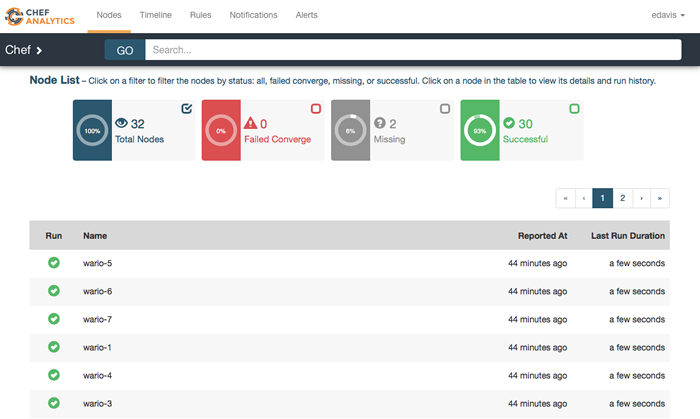 CHEF
ANALYTICS
Nodes Timeline Rules Notifications Alerts edavis
Chef GO Search...
Node List – Click on a filter to filter the nodes by status: all, failed converge, missing, or successful. Click on a node in the table to view its details and run history.
100% 32 Total Nodes
0% 0 Failed Converge
6% 2 Missing
93% 30 Successful
« ‹ 1 2 › »
Run Name Reported At Last Run Duration
wario-5 44 minutes ago a few seconds
wario-6 44 minutes ago a few seconds
wario-7 44 minutes ago a few seconds
wario-1 44 minutes ago a few seconds
wario-4 44 minutes ago a few seconds
wario-3 44 minutes ago a few seconds